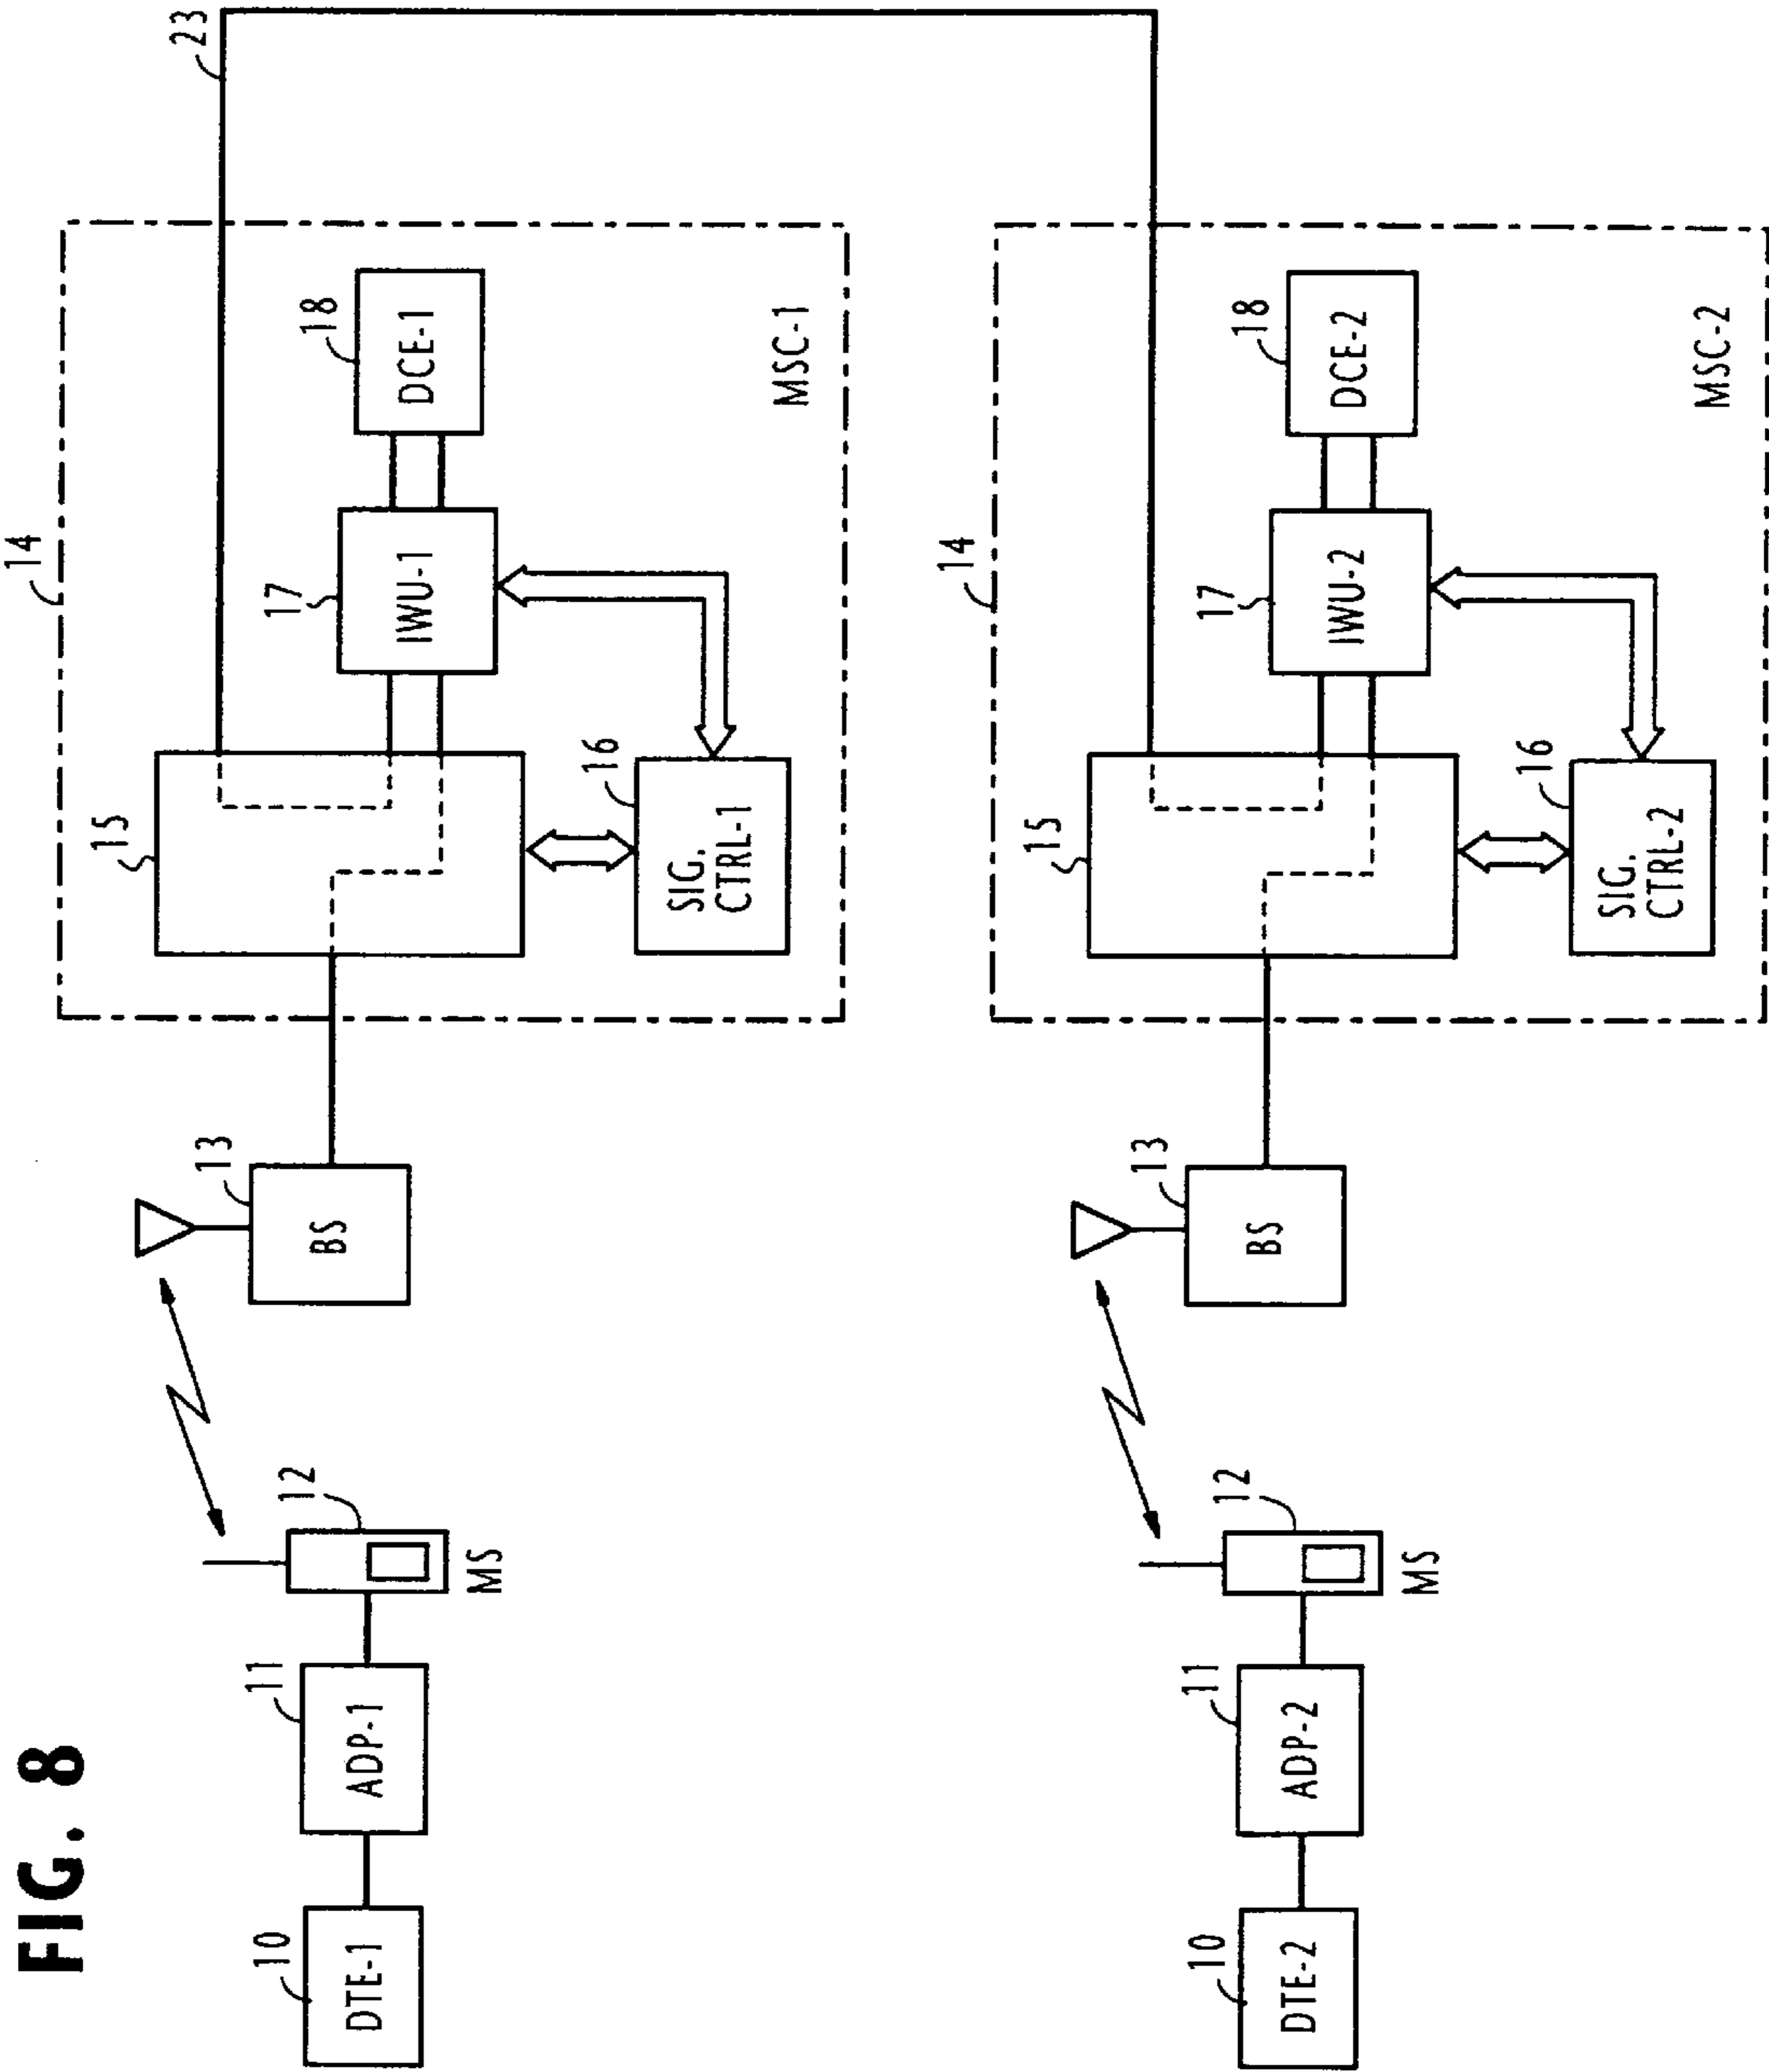 FIG. 8
10
DTE-1
11
ADP-1
12
MS
13
BS
14
15
16
SIG.
CTRL-1
17
IWU-1
18
DCE-1
MSC-1
23
10
DTE-2
11
ADP-2
12
MS
13
BS
14
15
16
SIG.
CTRL-2
17
IWU-2
18
DCE-2
MSC-2